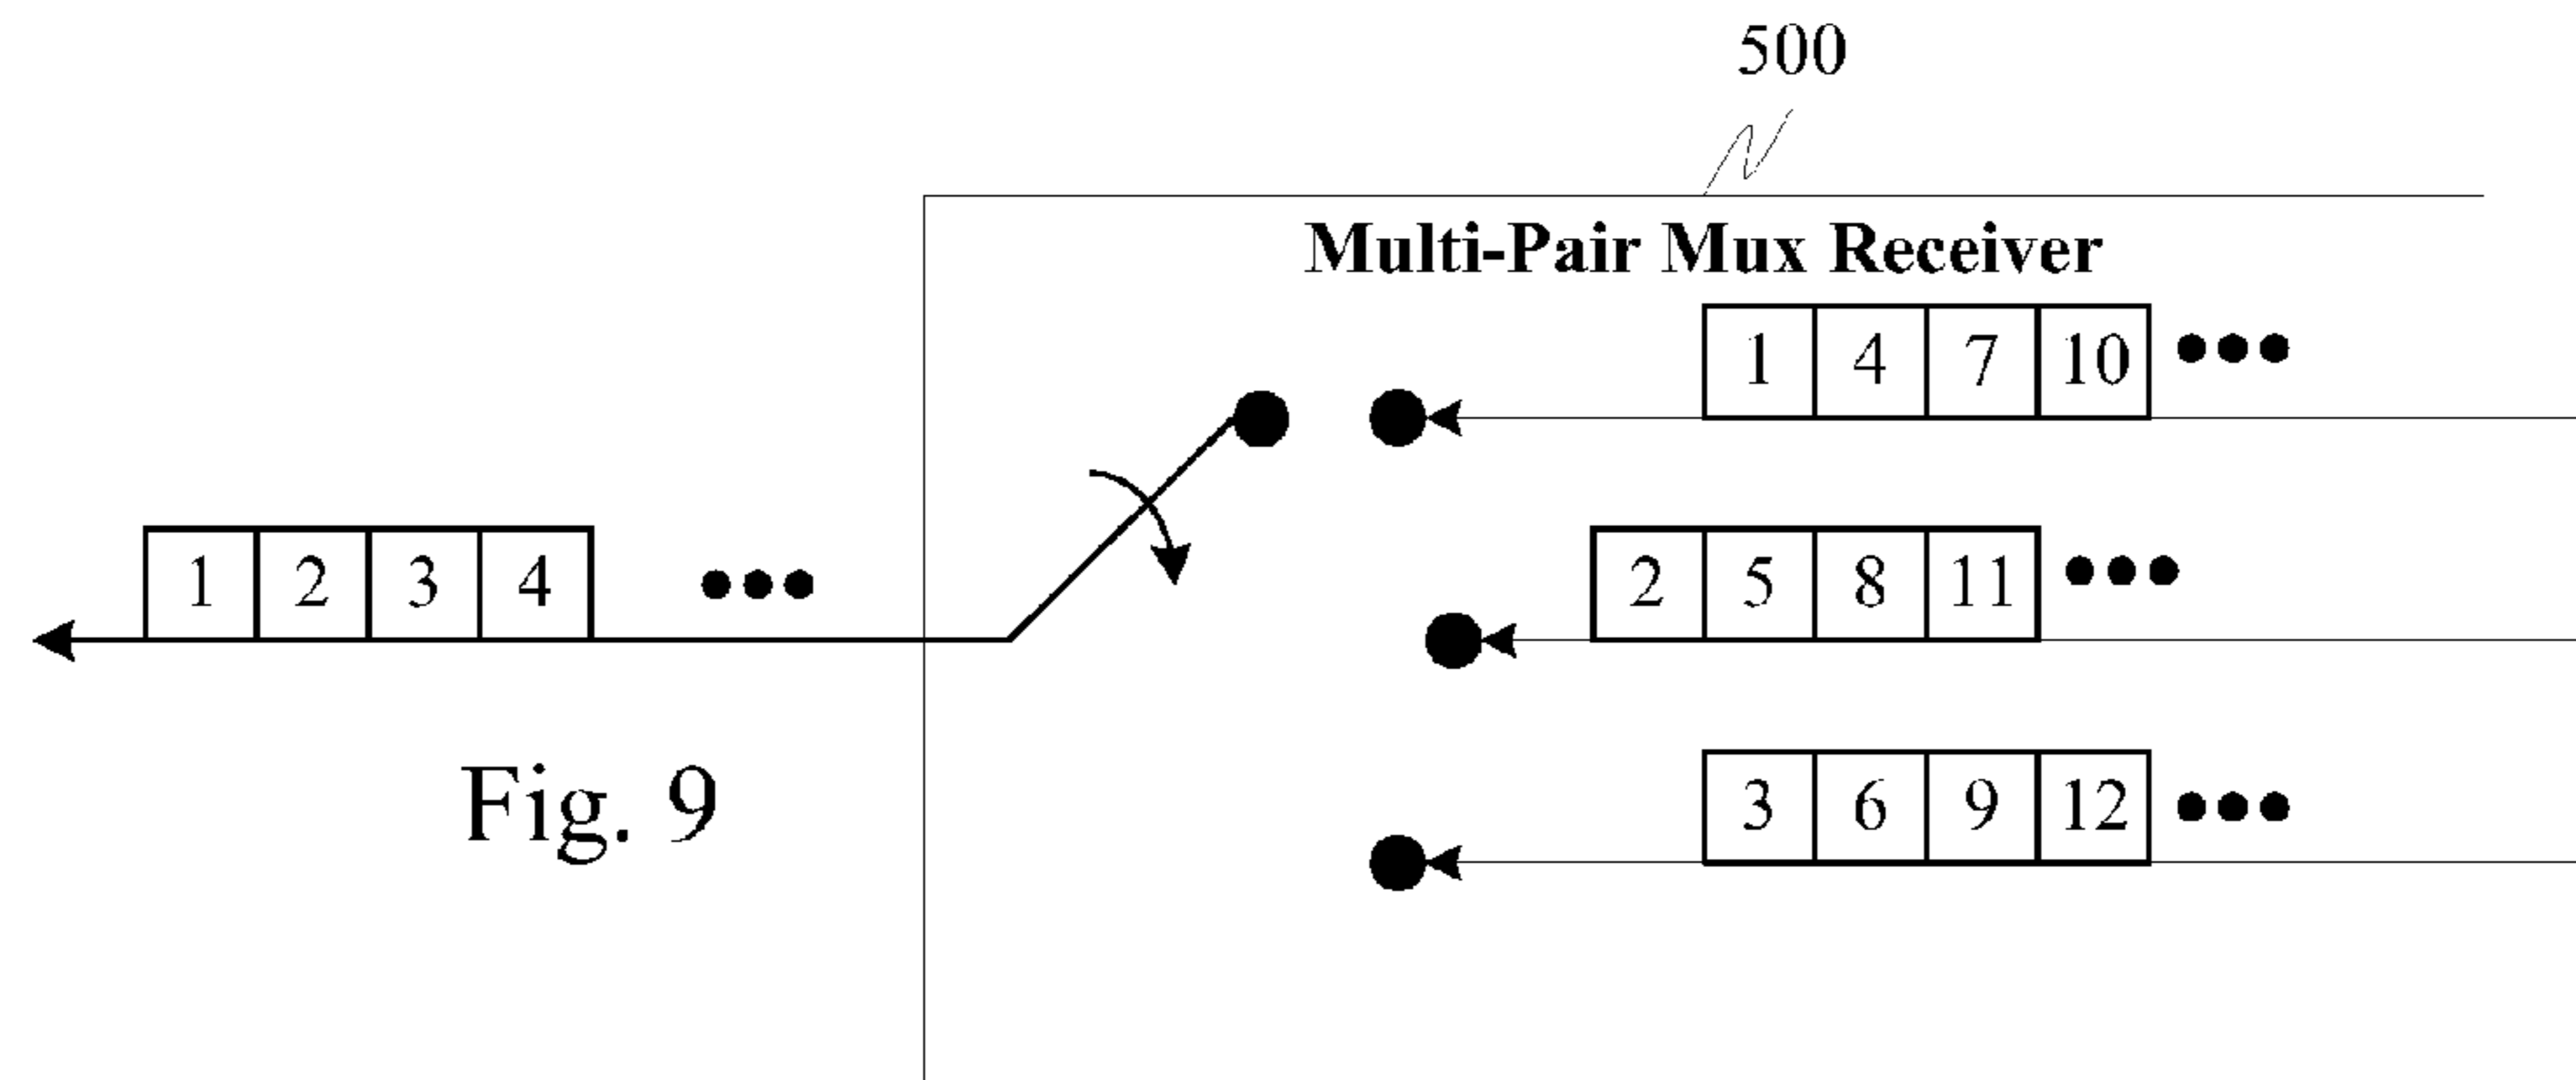 500
Multi-Pair Mux Receiver
1 4 7 10 •••
1 2 3 4 •••
2 5 8 11 •••
3 6 9 12 •••
Fig. 9